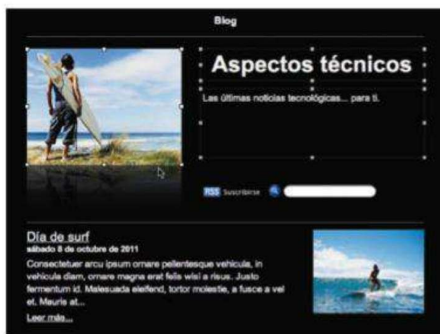 Blog
Aspectos técnicos
Las últimas noticias tecnológicas... para ti.
RSS Suscribirse
Día de surf
sábado 8 de octubre de 2011
Consectetuer arcu ipsum ornare pellentesque vehicula, in
vehicula diam, ornare magna erat felis wisi a risus. Justo
fermentum id. Malesuada eleifend, tortor molestie, a fusce a vel
et. Mauris at...
Leer más...